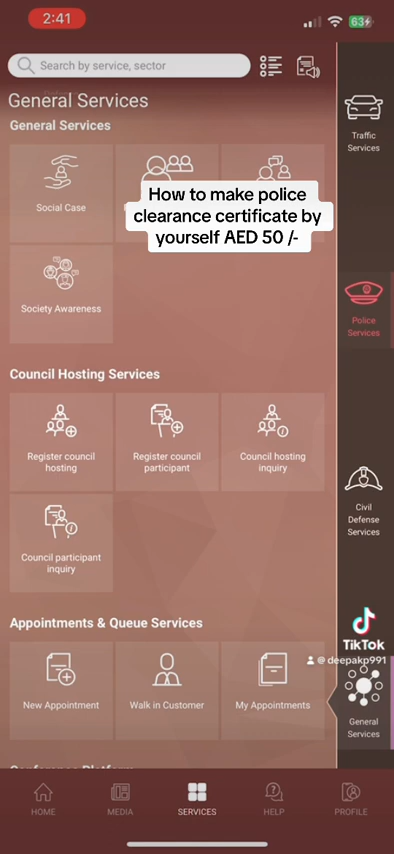 2:41
63
Search by service, sector
General Services
General Services
Social Case
How to make police
clearance certificate by
yourself AED 50 /-
Society Awareness
Council Hosting Services
Register council
hosting
Register council
participant
Council hosting
inquiry
Council participant
inquiry
Appointments & Queue Services
New Appointment
Walk in Customer
My Appointments
Traffic
Services
Police
Services
Civil
Defense
Services
TikTok
@deepakp991
General
Services
HOME
MEDIA
SERVICES
HELP
PROFILE